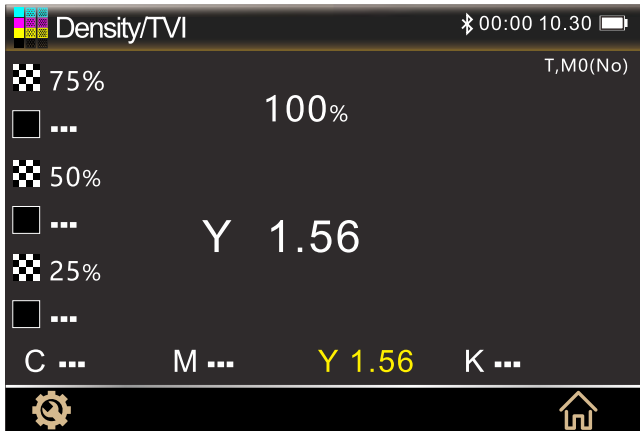 Density/TVI 00:00 10.30
T,M0(No)
75%
100%
---
50%
---
Y 1.56
25%
---
C --- M --- Y 1.56 K ---